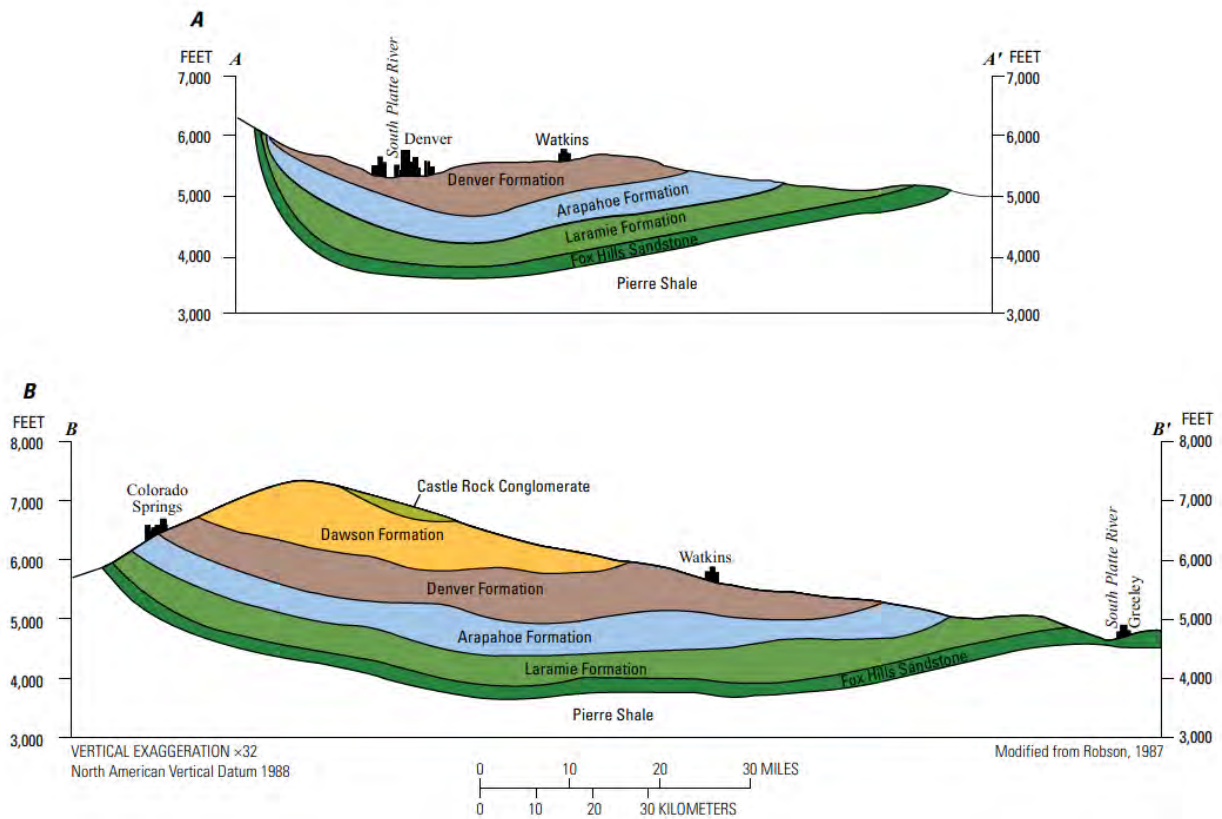 A
FEET A
A' FEET
7,000
6,000
5,000
4,000
3,000
South Platte River
Denver
Watkins
Denver Formation
Arapahoe Formation
Laramie Formation
Fox Hills Sandstone
Pierre Shale
7,000
6,000
5,000
4,000
3,000
B
FEET B
B' FEET
8,000
7,000
6,000
5,000
4,000
3,000
Colorado
Springs
Castle Rock Conglomerate
Dawson Formation
Watkins
Denver Formation
Arapahoe Formation
Laramie Formation
Fox Hills Sandstone
Pierre Shale
South Platte River
Greeley
8,000
7,000
6,000
5,000
4,000
3,000
VERTICAL EXAGGERATION ×32
North American Vertical Datum 1988
Modified from Robson, 1987
0 10 20 30 MILES
0 10 20 30 KILOMETERS